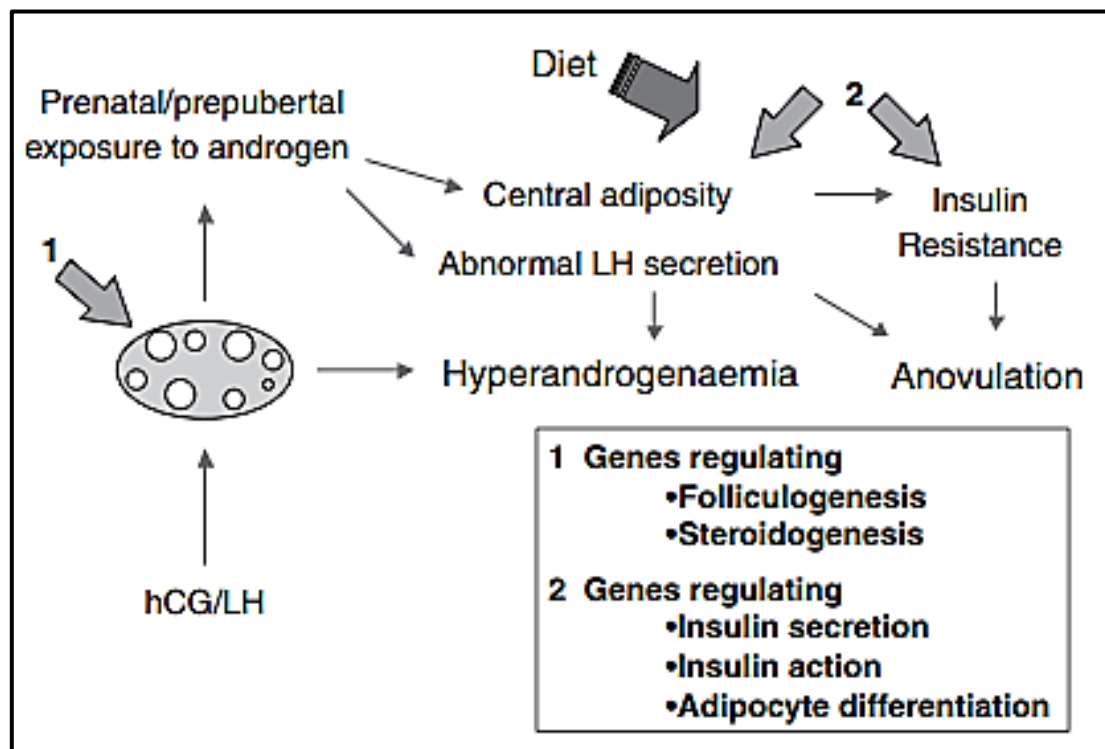 Diet
2
Prenatal/prepubertal
exposure to androgen
Central adiposity
Insulin
Resistance
1
Abnormal LH secretion
Hyperandrogenaemia
Anovulation
hCG/LH
1 Genes regulating
•Folliculogenesis
•Steroidogenesis
2 Genes regulating
•Insulin secretion
•Insulin action
•Adipocyte differentiation